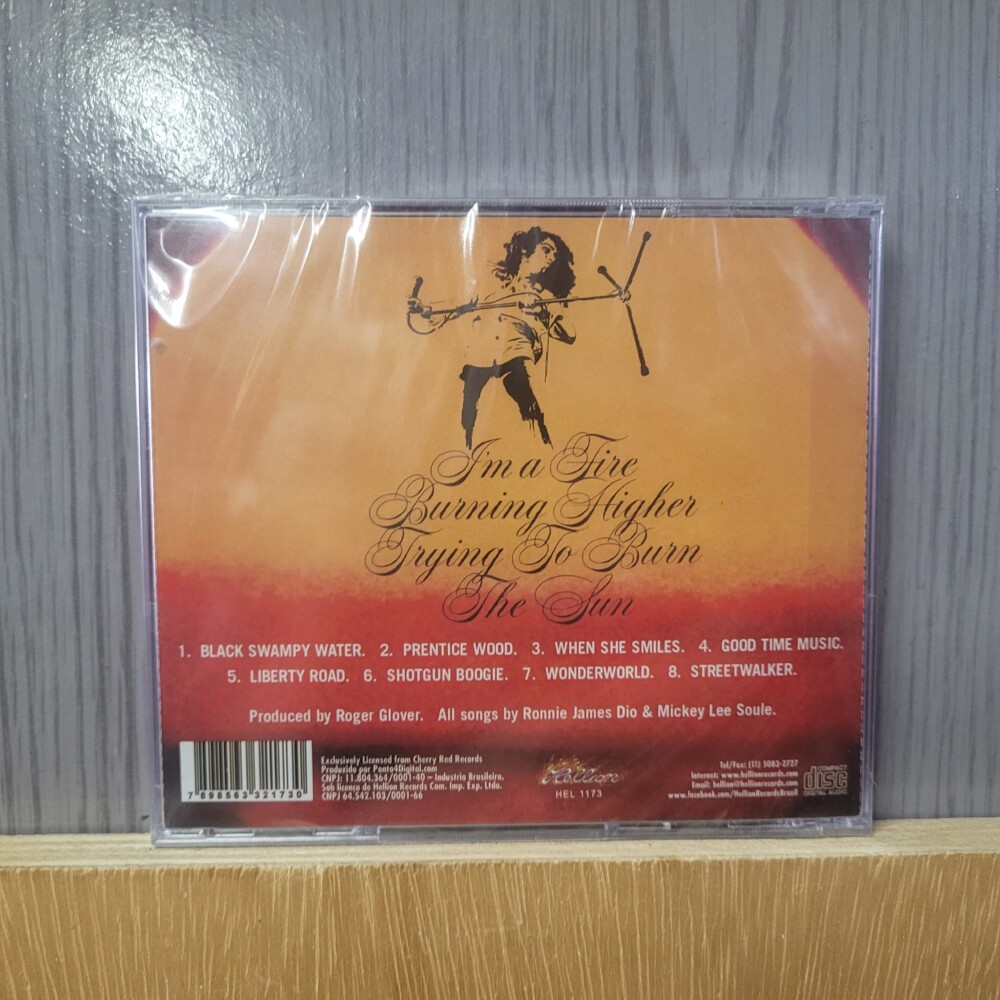 I'm a Fire
Burning Higher
Trying To Burn
The Sun
1. BLACK SWAMPY WATER. 2. PRENTICE WOOD. 3. WHEN SHE SMILES. 4. GOOD TIME MUSIC.
5. LIBERTY ROAD. 6. SHOTGUN BOOGIE. 7. WONDERWORLD. 8. STREETWALKER.
Produced by Roger Glover. All songs by Ronnie James Dio & Mickey Lee Soule.
7 898563 321730
Exclusively Licensed from Cherry Red Records
Produzido por Ponto4Digital.com
CNPJ: 11.804.364/0001-40 – Industria Brasileira.
Sob licença de Hellion Records Com. Imp. Exp. Ltda.
CNPJ 64.542.103/0001-66
Hellion
HEL 1173
Tel/Fax: (11) 5083-2727
Internet: www.hellionrecords.com
Email: hellion@hellionrecords.com
www.facebook.com/HellionRecordsBrazil
COMPACT
disc
DIGITAL AUDIO